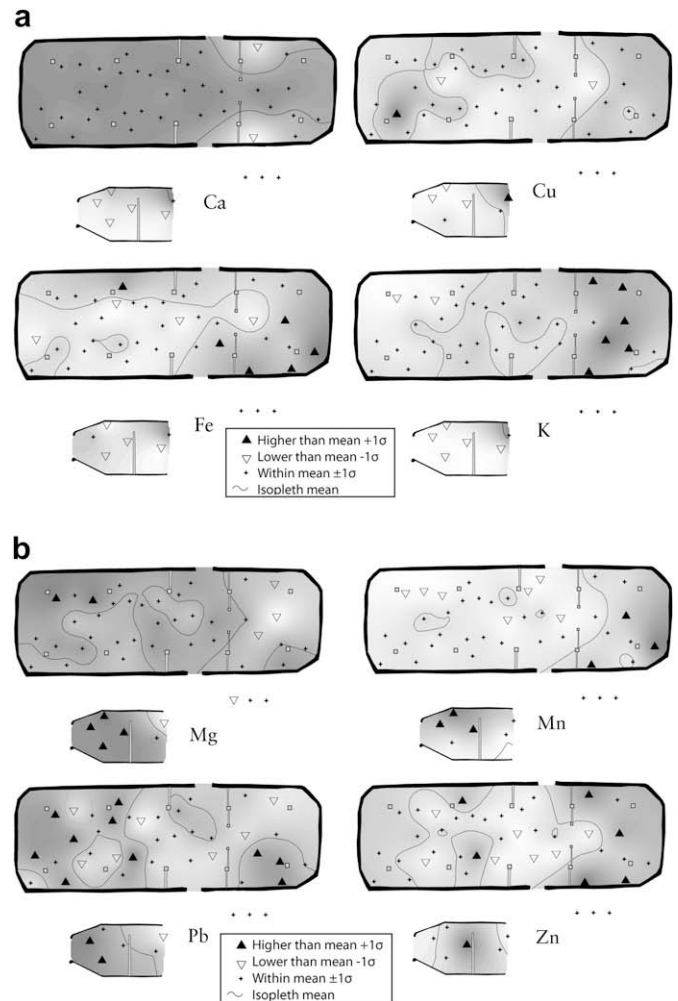 a
Ca
Cu
Fe
K
▲ Higher than mean +1σ
▽ Lower than mean -1σ
+ Within mean ±1σ
Isopleth mean
b
Mg
Mn
Pb
Zn
▲ Higher than mean +1σ
▽ Lower than mean -1σ
+ Within mean ±1σ
Isopleth mean